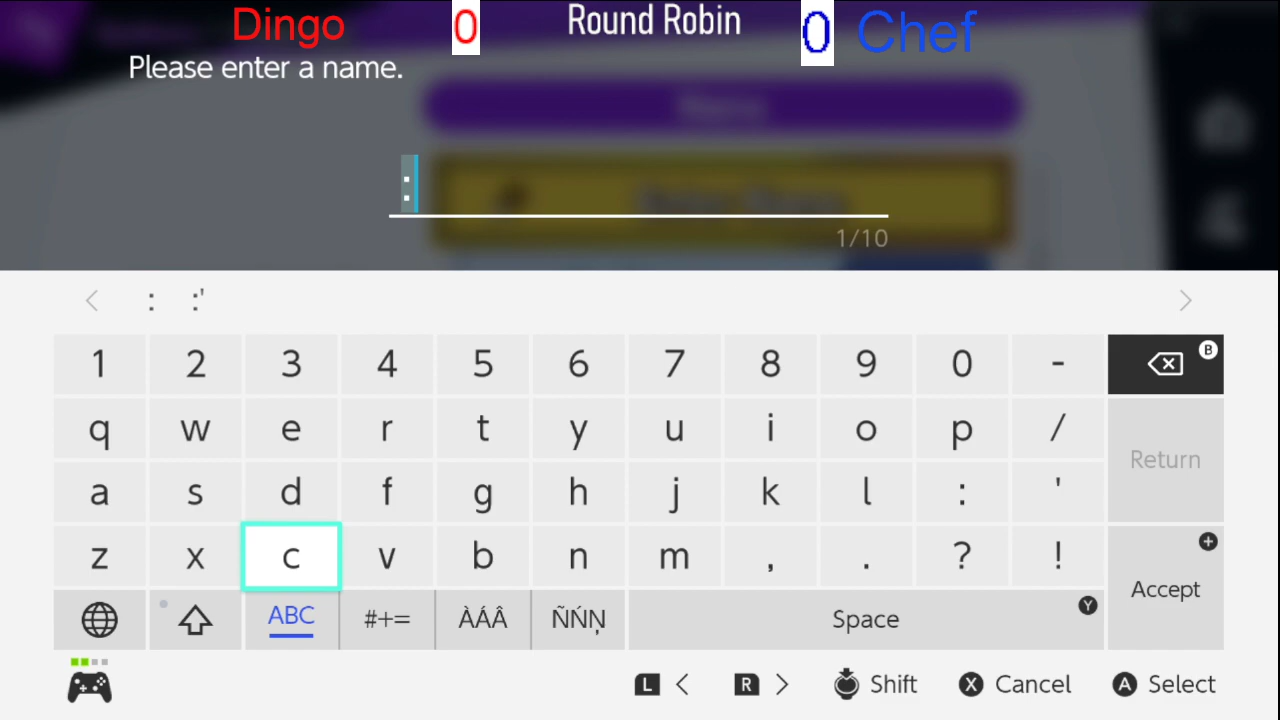 Dingo 0 Round Robin 0 Chef
Please enter a name.
:
1/10
< : :' >
1 2 3 4 5 6 7 8 9 0 - B
q w e r t y u i o p / Return
a s d f g h j k l : '
z x c v b n m , . ? ! + Accept
ABC #+= ÀÁÂ ÑŃŅ Space Y
L < R > Shift X Cancel A Select